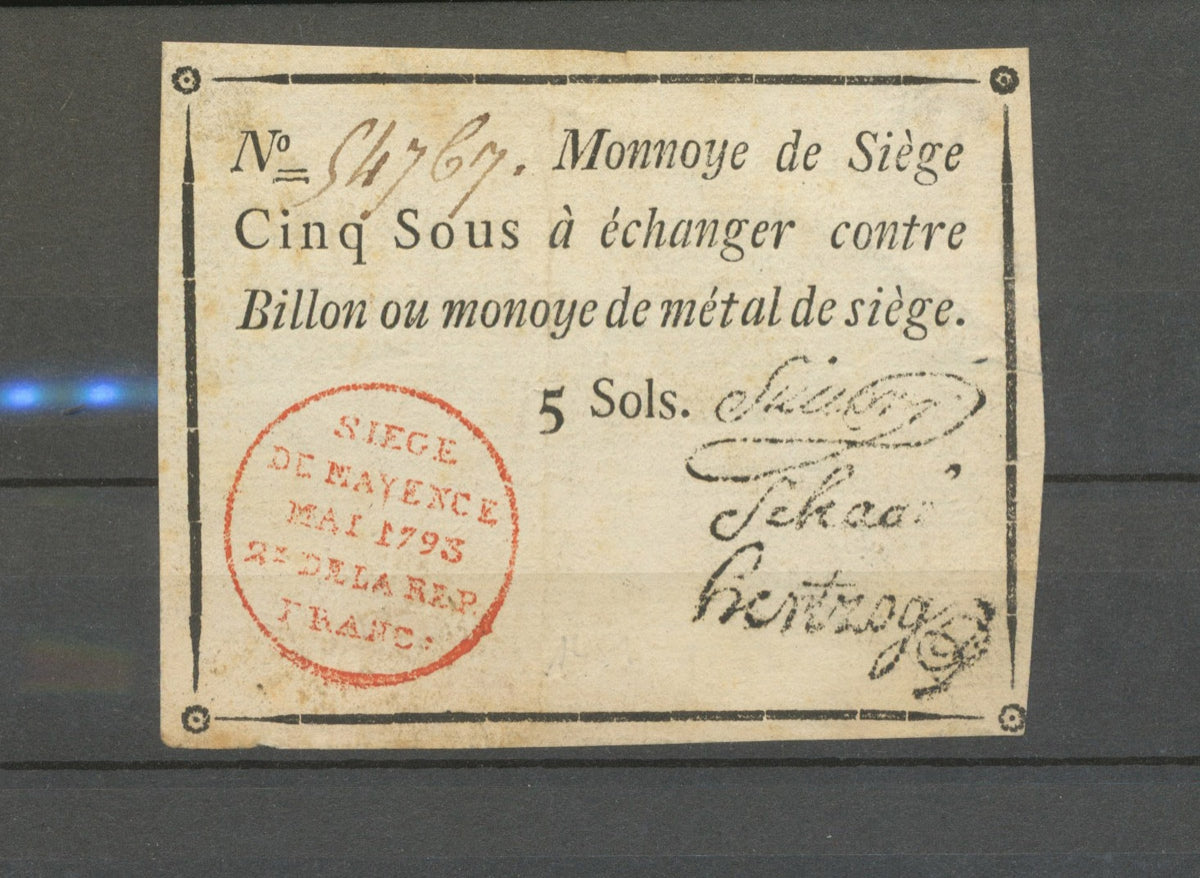 Nº 54767. Monnoye de Siège
Cinq Sous à échanger contre
Billon ou monoye de métal de siège.
5 Sols.
Schaar
hertzog
SIEGE
DE MAYENCE
MAI 1793
2E DE LA REP.
FRANC: